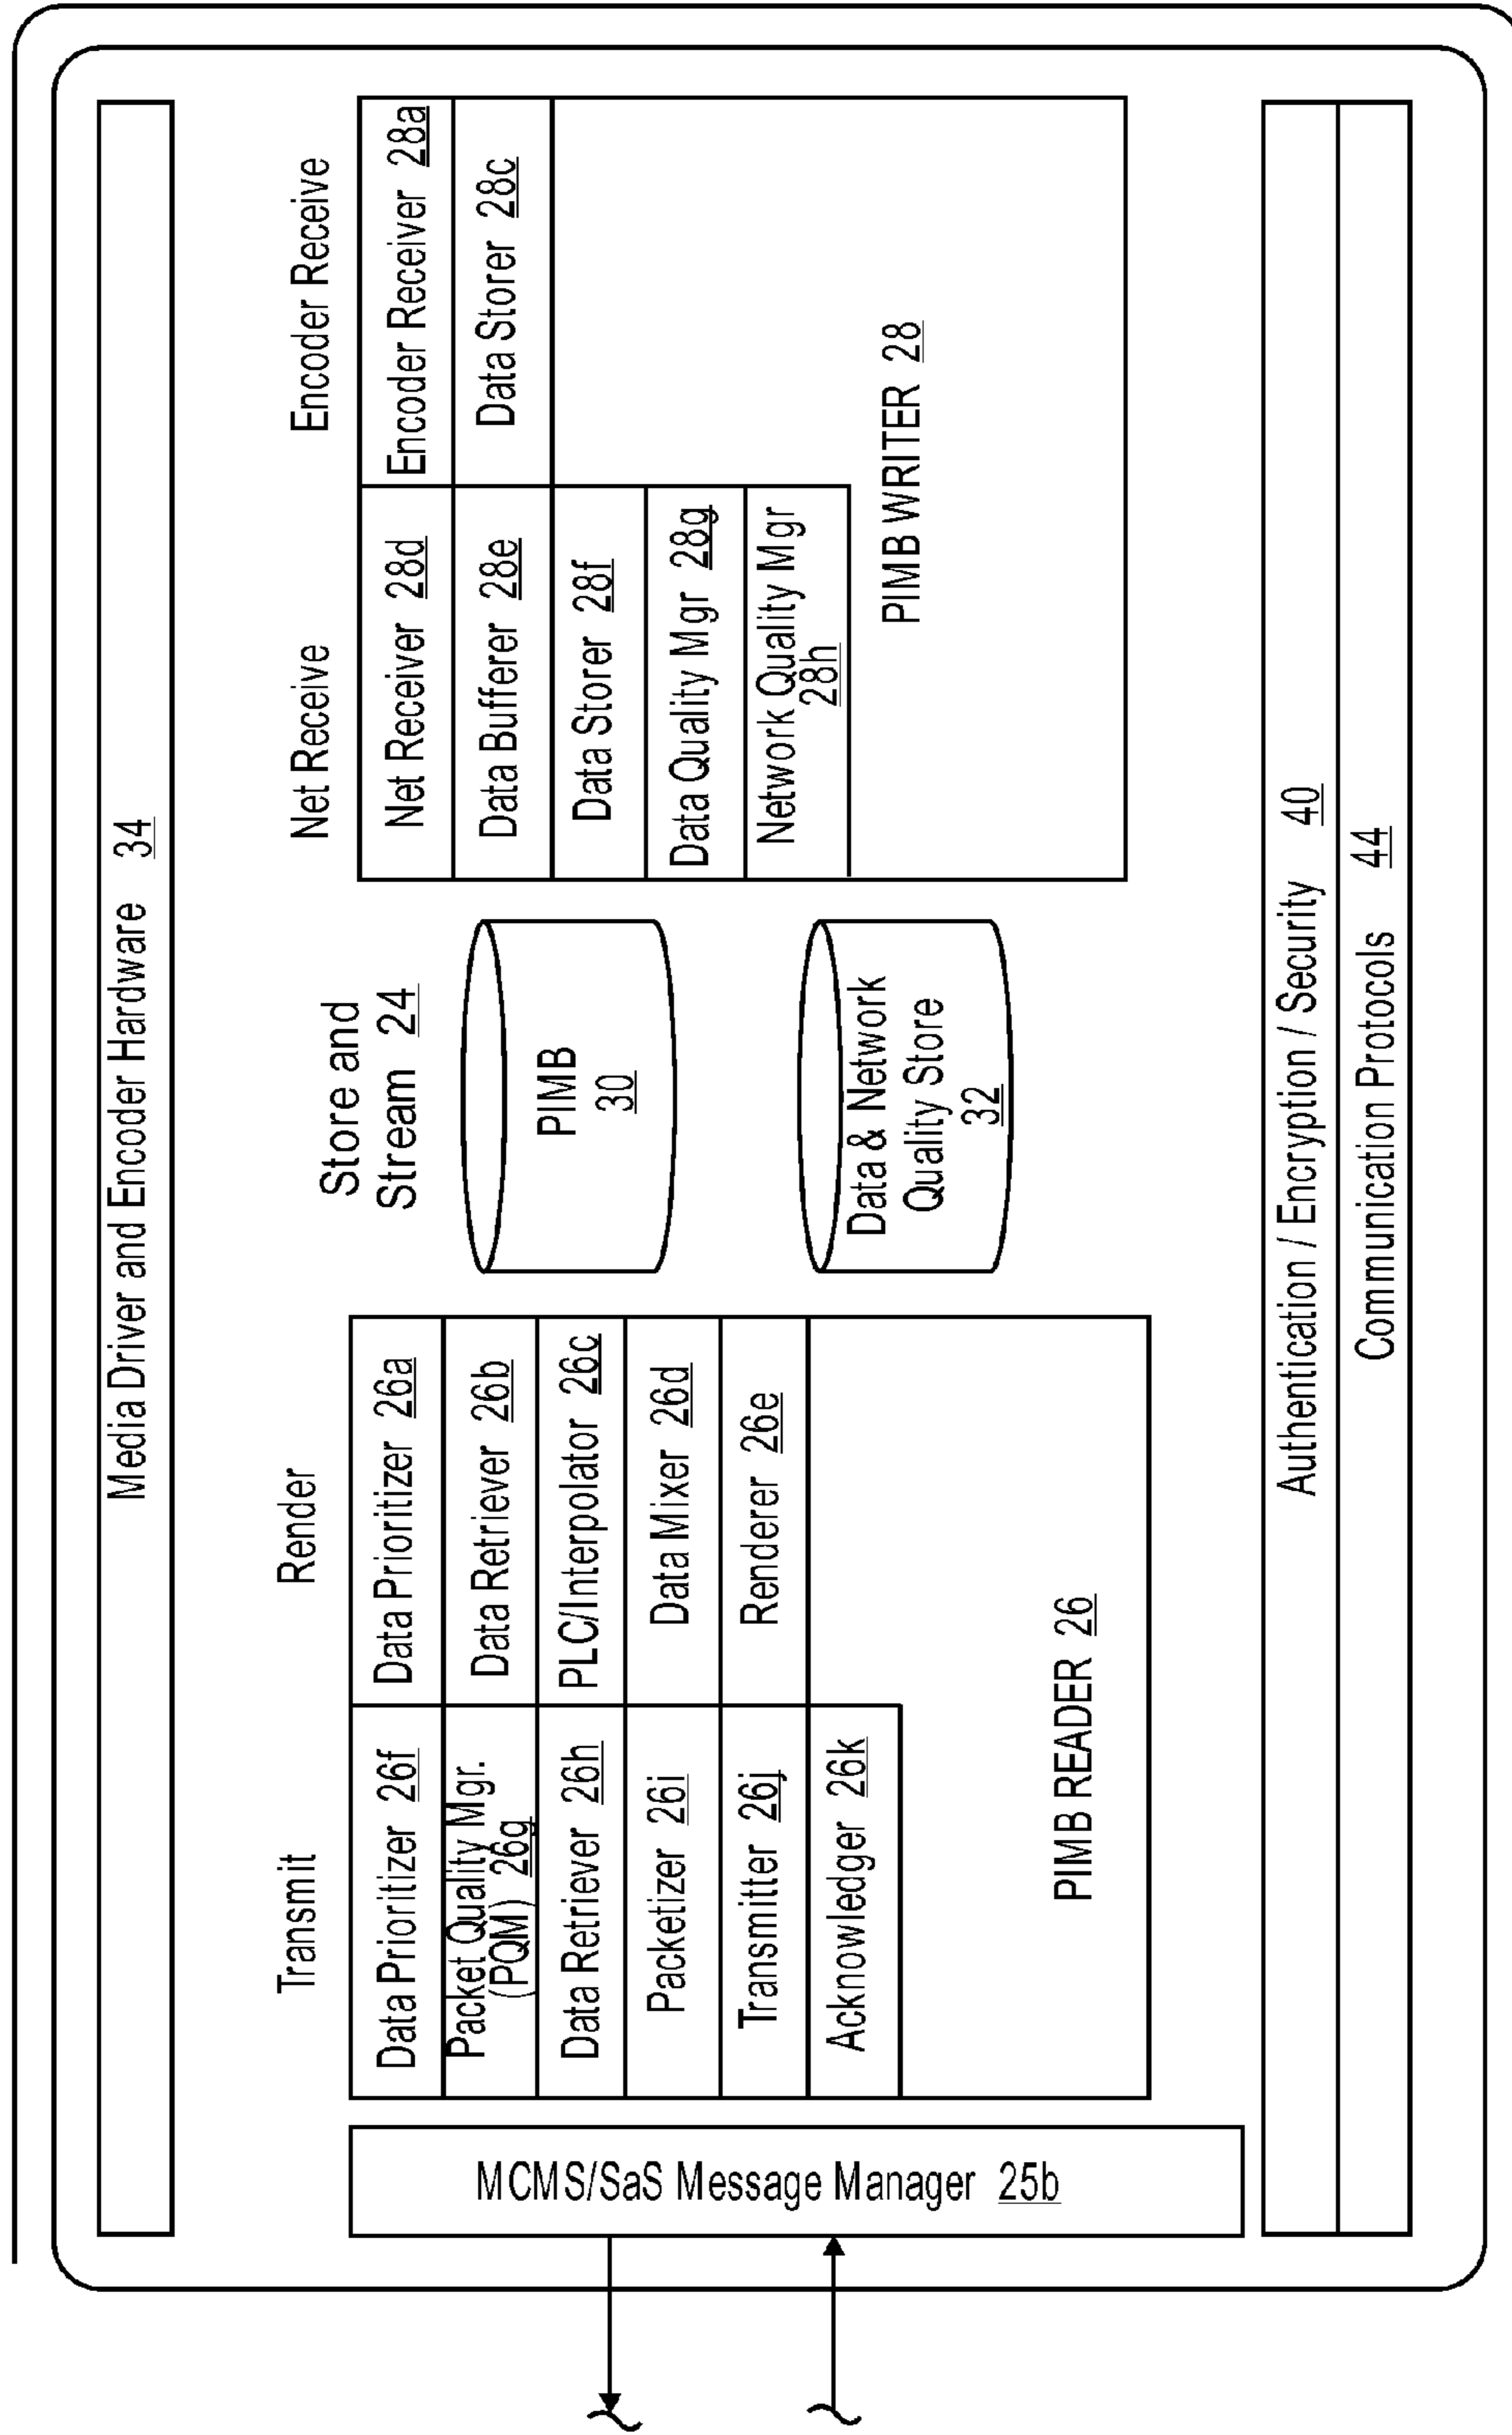 Media Driver and Encoder Hardware 34
MCMS/SaS Message Manager 25b
Transmit
Data Prioritizer 26f
Packet Quality Mgr.
(PQM) 26g
Data Retriever 26h
Packetizer 26i
Transmitter 26j
Acknowledger 26k
Render
Data Prioritizer 26a
Data Retriever 26b
PLC/Interpolator 26c
Data Mixer 26d
Renderer 26e
PIMB READER 26
Store and
Stream 24
PIMB
30
Data & Network
Quality Store
32
Net Receive
Net Receiver 28d
Data Bufferer 28e
Data Storer 28f
Data Quality Mgr 28g
Network Quality Mgr
28h
Encoder Receive
Encoder Receiver 28a
Data Storer 28c
PIMB WRITER 28
Authentication / Encryption / Security 40
Communication Protocols 44